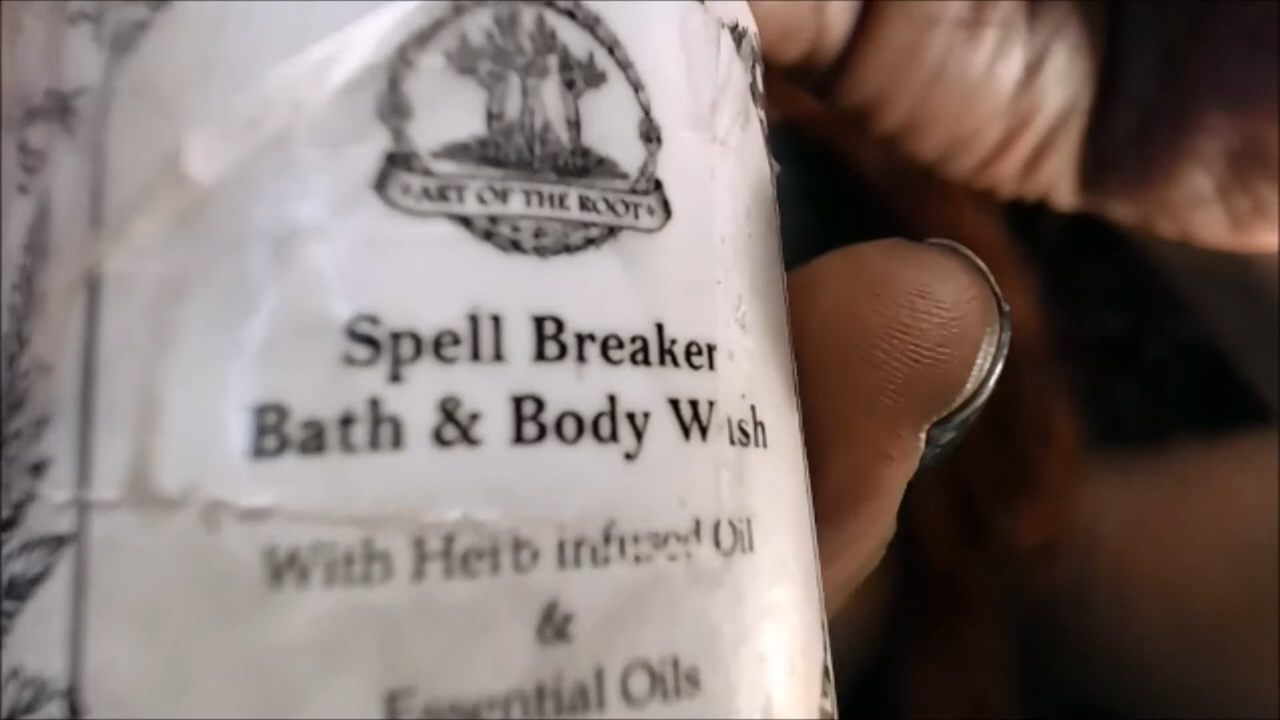 ART OF THE ROOT
Spell Breaker
Bath & Body Wash
With Herb infused Oil
&
Essential Oils